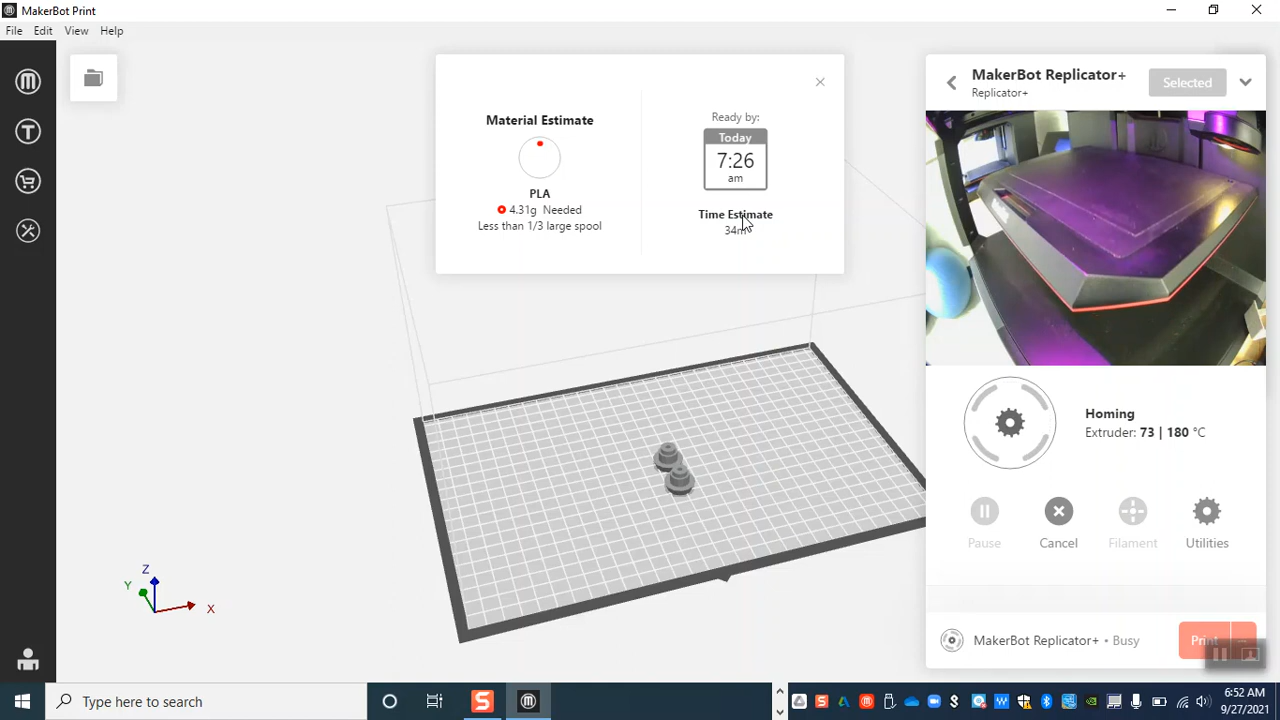 MakerBot Print
File Edit View Help
Material Estimate
PLA
4.31g Needed
Less than 1/3 large spool
Ready by:
Today
7:26
am
Time Estimate
MakerBot Replicator+
Replicator+
Selected
Homing
Extruder: 73 | 180 °C
Pause Cancel Filament Utilities
MakerBot Replicator+ • Busy
Print
Z
Y
X
Type here to search
6:52 AM
9/27/2021